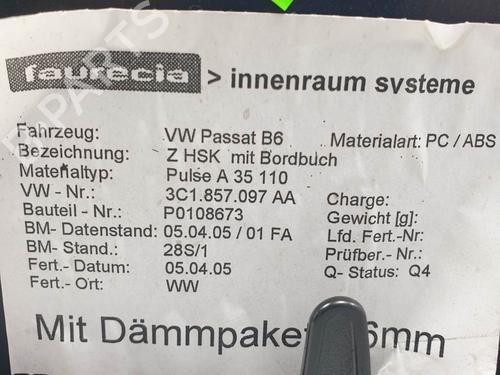 faurecia > innenraum systeme
Fahrzeug: VW Passat B6 Materialart: PC / ABS
Bezeichnung: Z HSK mit Bordbuch
Materialtyp: Pulse A 35 110
VW - Nr.: 3C1.857.097 AA Charge:
Bauteil - Nr.: P0108673 Gewicht [g]:
BM- Datenstand: 05.04.05 / 01 FA Lfd. Fert.-Nr:
BM- Stand.: 28S/1 Prüfber.- Nr.:
Fert.- Datum: 05.04.05 Q- Status: Q4
Fert.- Ort: WW
Mit Dämmpaket 6mm